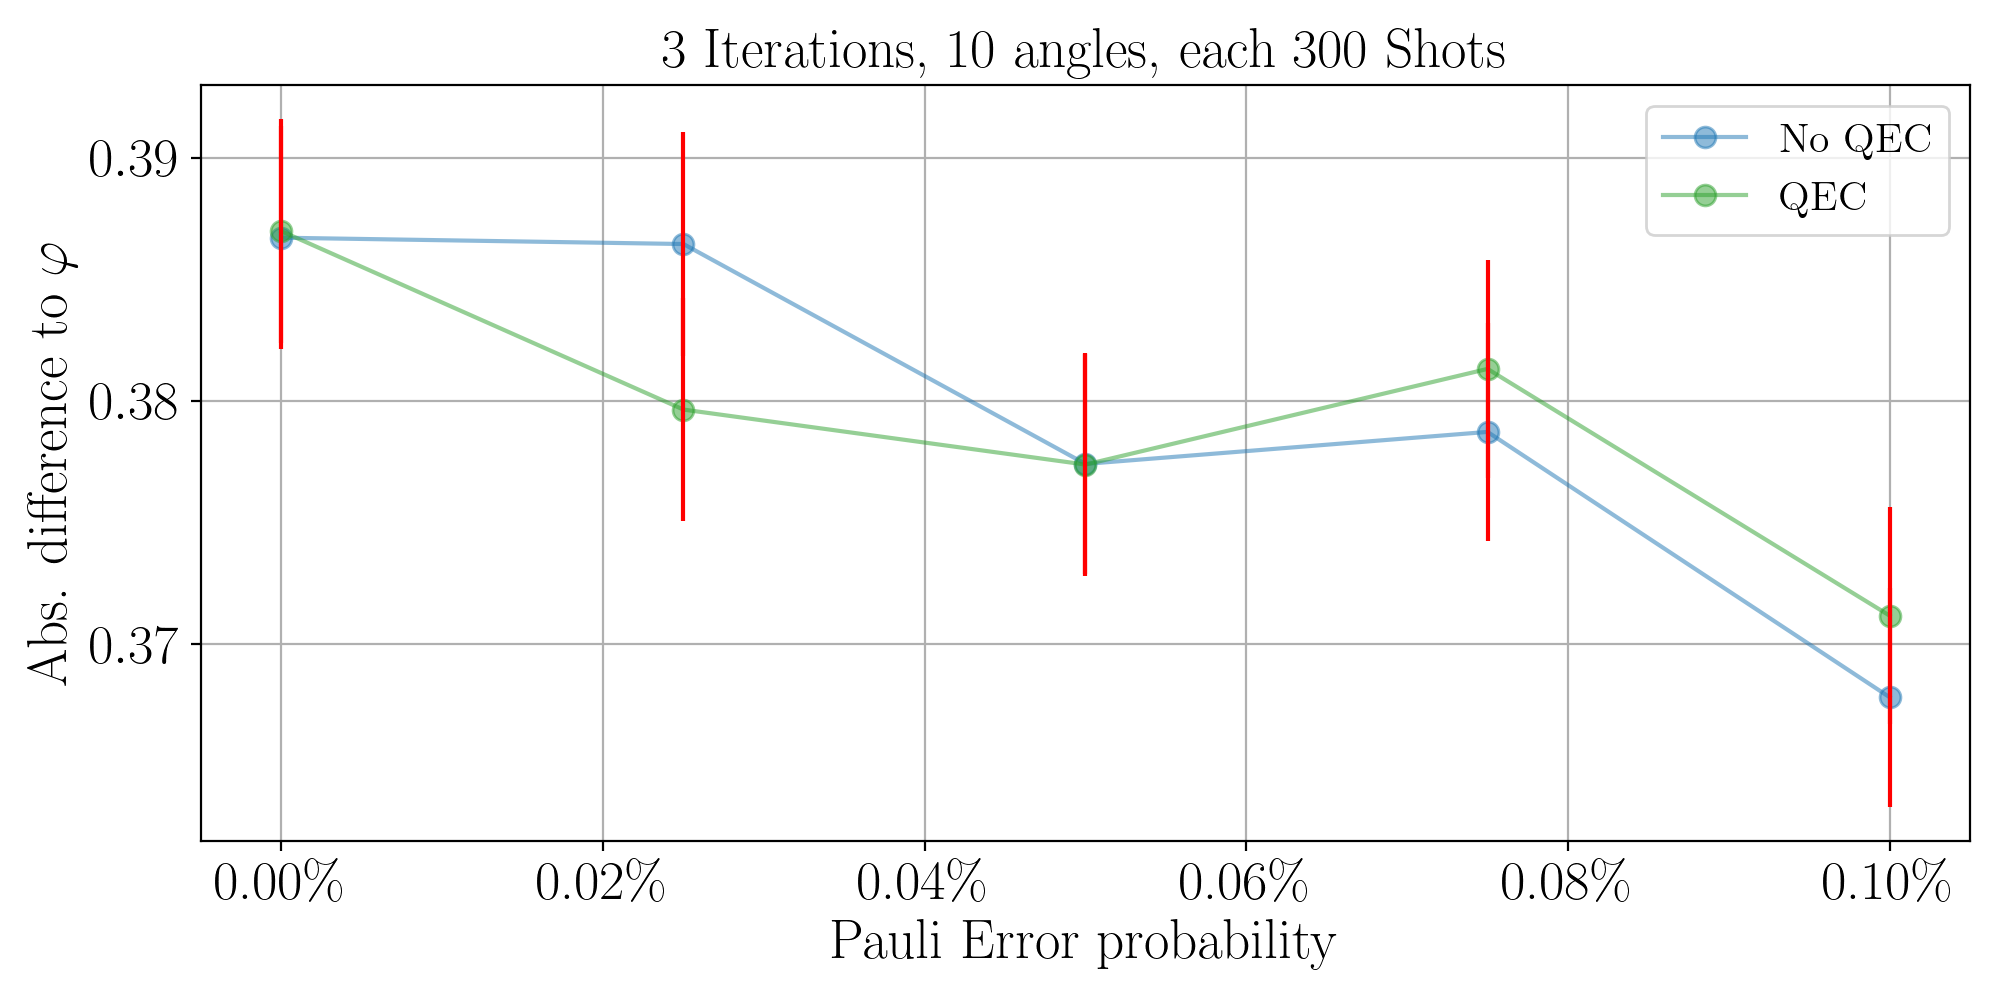 3 Iterations, 10 angles, each 300 Shots
No QEC
QEC
Abs. difference to φ
0.39
0.38
0.37
0.00% 0.02% 0.04% 0.06% 0.08% 0.10%
Pauli Error probability